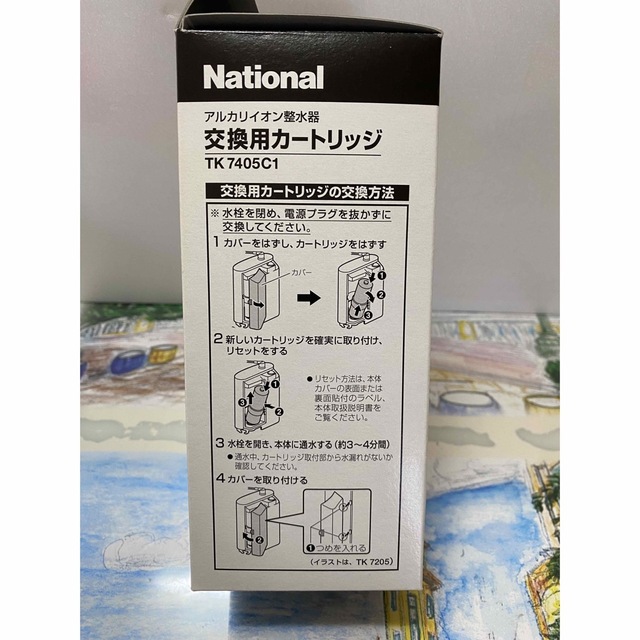 National
アルカリイオン整水器
交換用カートリッジ
TK 7405C1
交換用カートリッジの交換方法
※ 水栓を閉め、電源プラグを抜かずに
交換してください。
1 カバーをはずし、カートリッジをはずす
カバー
❶
❷
❸
2 新しいカートリッジを確実に取り付け、
リセットをする
❶
❸
❷
● リセット方法は、本体
カバーの表面または
裏面貼付のラベル、
本体取扱説明書を
ご覧ください。
3 水栓を開き、本体に通水する (約3〜4分間)
● 通水中、カートリッジ取付部から水漏れがないか
確認してください。
4 カバーを取り付ける
❷
❶つめを入れる
(イラストは、TK 7205)